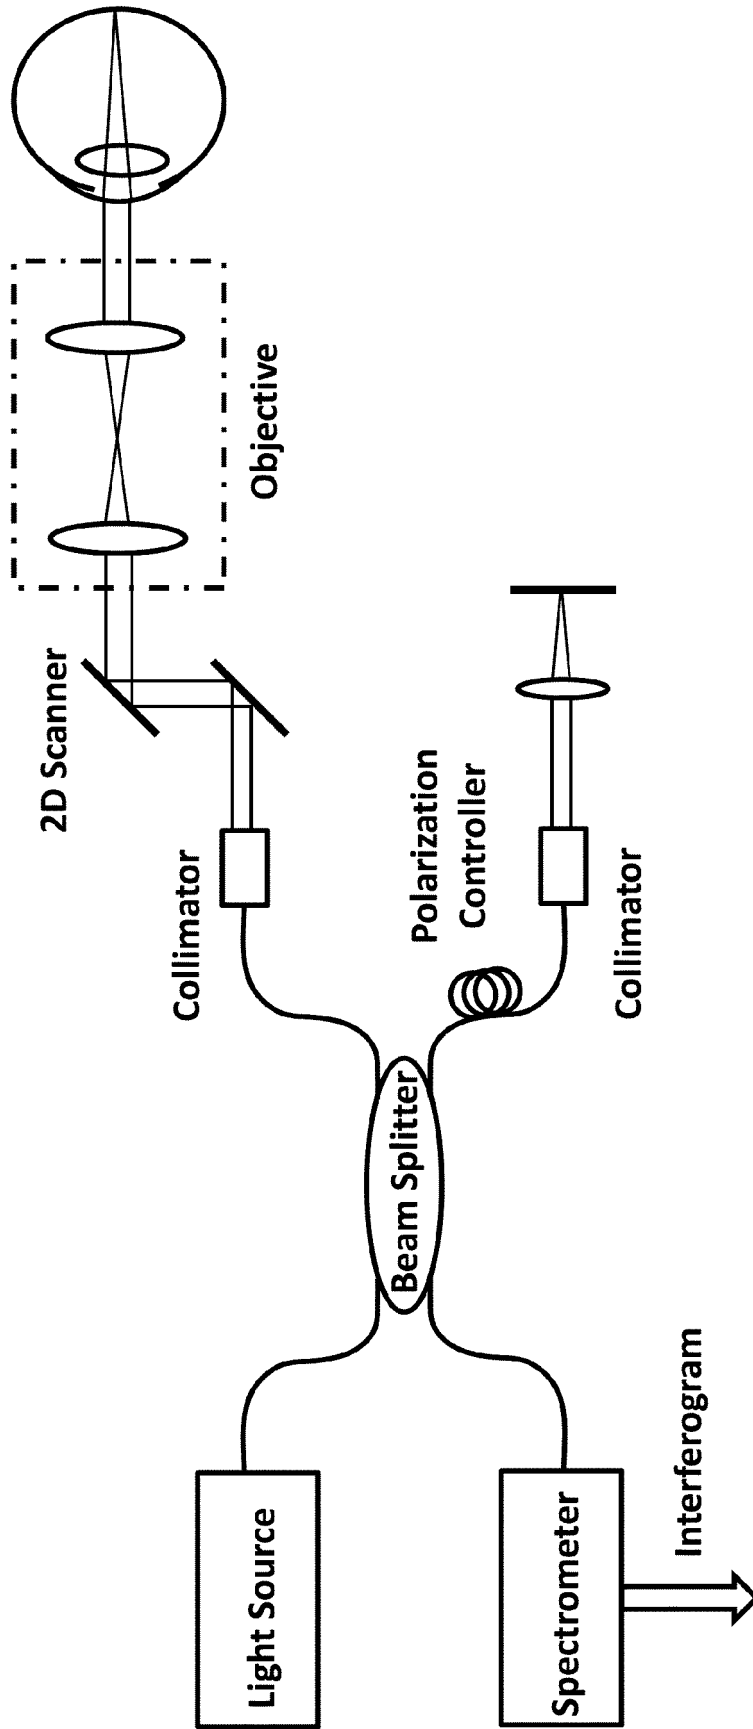 2D Scanner
Objective
Collimator
Polarization
Controller
Collimator
Beam Splitter
Light Source
Spectrometer
Interferogram